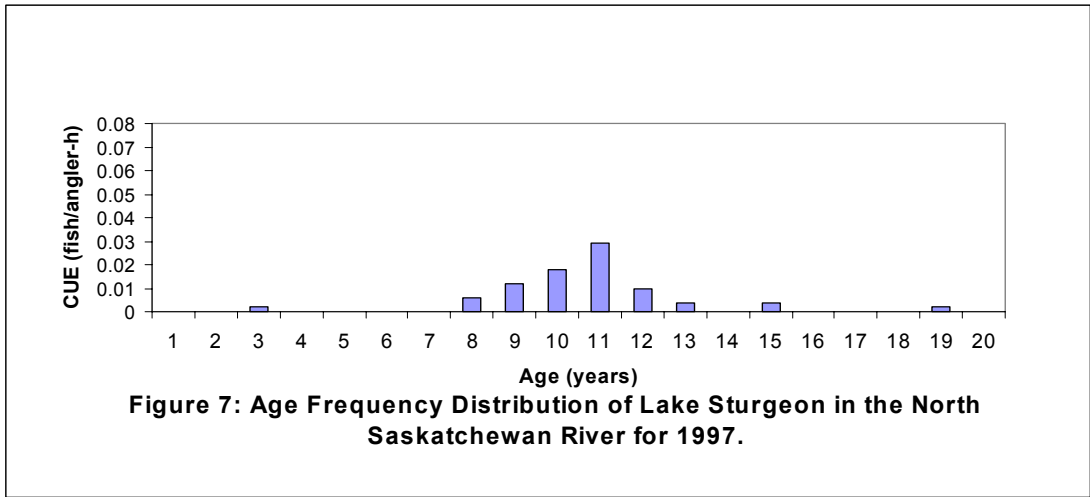 0.08
0.07
0.06
0.05
0.04
0.03
0.02
0.01
0
CUE (fish/angler-h)
1 2 3 4 5 6 7 8 9 10 11 12 13 14 15 16 17 18 19 20
Age (years)
Figure 7: Age Frequency Distribution of Lake Sturgeon in the North
Saskatchewan River for 1997.